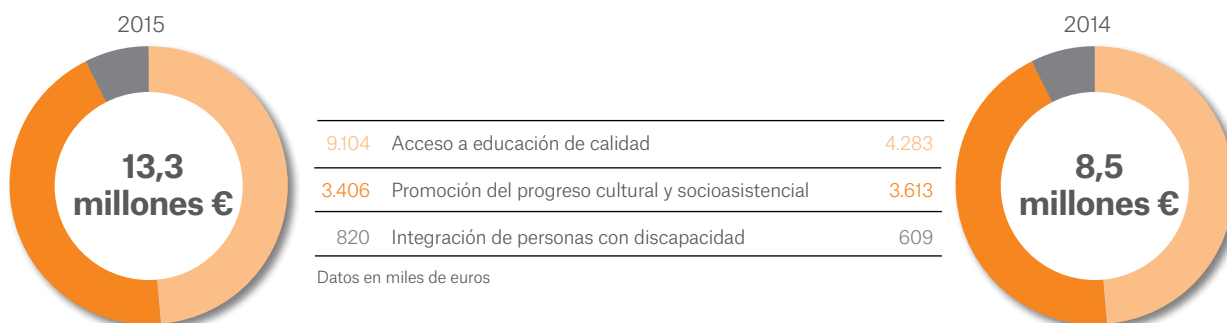 2015
2014
13,3
millones €
9.104 Acceso a educación de calidad 4.283
3.406 Promoción del progreso cultural y socioasistencial 3.613
820 Integración de personas con discapacidad 609
Datos en miles de euros
8,5
millones €